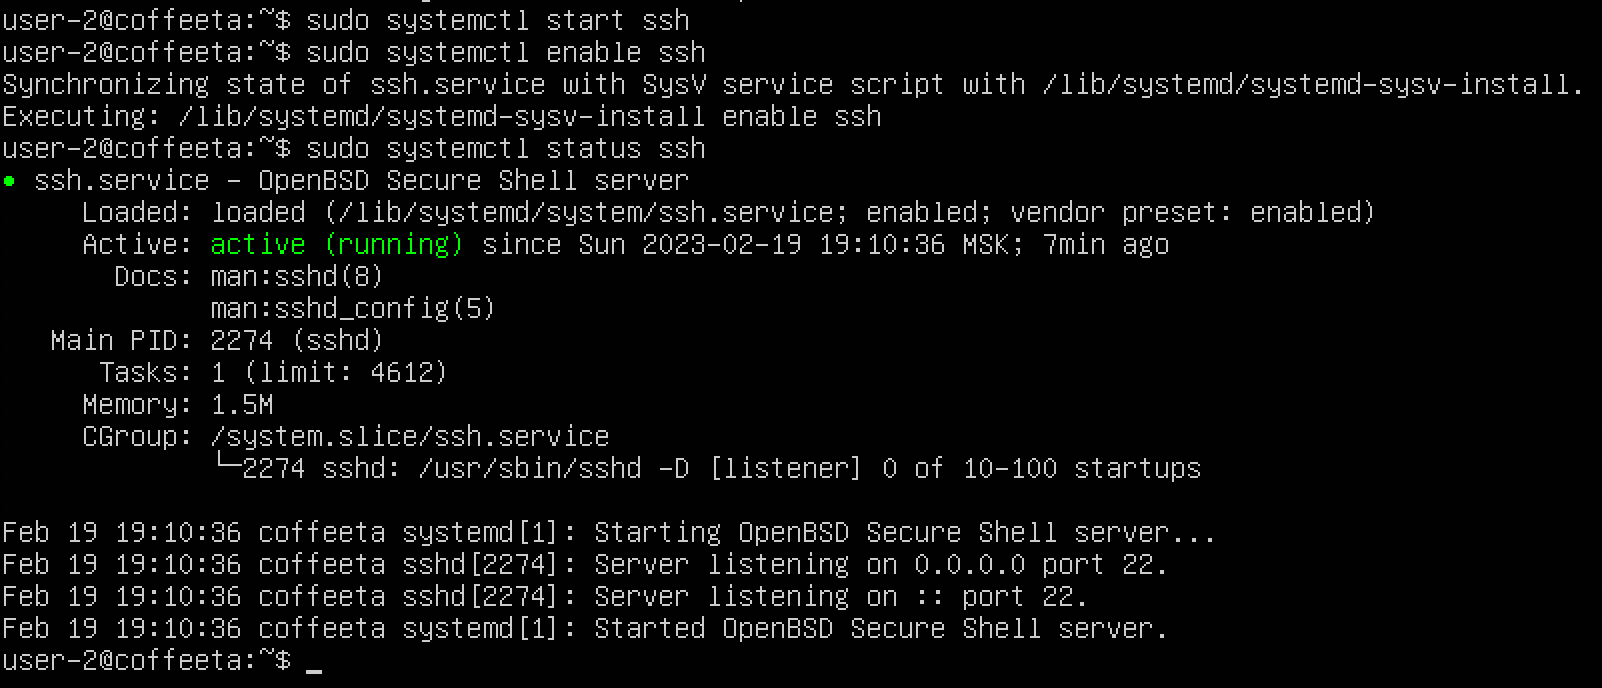 user-2@coffeeta:~$ sudo systemctl start ssh
user-2@coffeeta:~$ sudo systemctl enable ssh
Synchronizing state of ssh.service with SysV service script with /lib/systemd/systemd-sysv-install.
Executing: /lib/systemd/systemd-sysv-install enable ssh
user-2@coffeeta:~$ sudo systemctl status ssh
● ssh.service - OpenBSD Secure Shell server
     Loaded: loaded (/lib/systemd/system/ssh.service; enabled; vendor preset: enabled)
     Active: active (running) since Sun 2023-02-19 19:10:36 MSK; 7min ago
       Docs: man:sshd(8)
             man:sshd_config(5)
   Main PID: 2274 (sshd)
      Tasks: 1 (limit: 4612)
     Memory: 1.5M
     CGroup: /system.slice/ssh.service
             └─2274 sshd: /usr/sbin/sshd -D [listener] 0 of 10-100 startups

Feb 19 19:10:36 coffeeta systemd[1]: Starting OpenBSD Secure Shell server...
Feb 19 19:10:36 coffeeta sshd[2274]: Server listening on 0.0.0.0 port 22.
Feb 19 19:10:36 coffeeta sshd[2274]: Server listening on :: port 22.
Feb 19 19:10:36 coffeeta systemd[1]: Started OpenBSD Secure Shell server.
user-2@coffeeta:~$ _